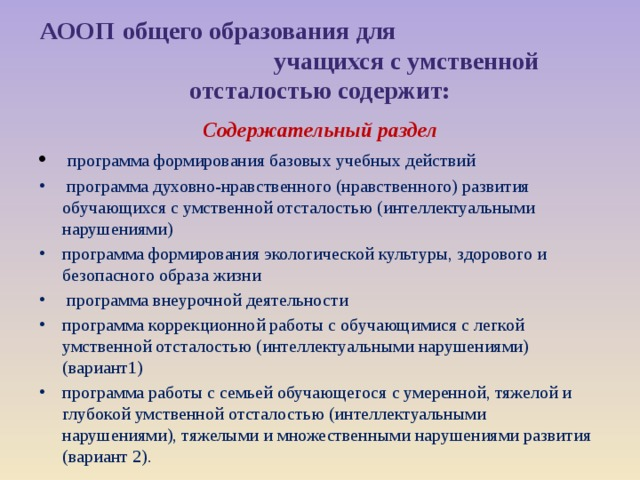 АООП общего образования для
учащихся с умственной
отсталостью содержит:
Содержательный раздел
• программа формирования базовых учебных действий
• программа духовно-нравственного (нравственного) развития
обучающихся с умственной отсталостью (интеллектуальными
нарушениями)
• программа формирования экологической культуры, здорового и
безопасного образа жизни
• программа внеурочной деятельности
• программа коррекционной работы с обучающимися с легкой
умственной отсталостью (интеллектуальными нарушениями)
(вариант1)
• программа работы с семьей обучающегося с умеренной, тяжелой и
глубокой умственной отсталостью (интеллектуальными
нарушениями), тяжелыми и множественными нарушениями развития
(вариант 2).